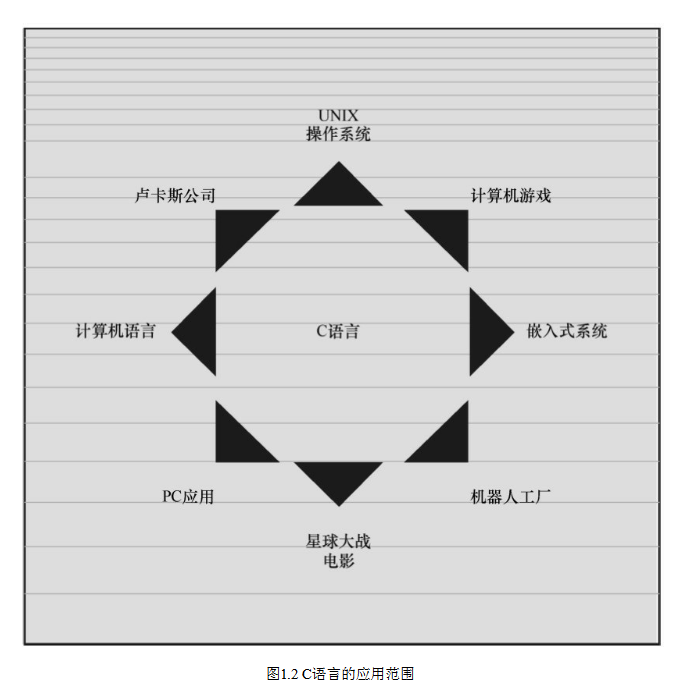 UNIX
操作系统
卢卡斯公司
计算机游戏
计算机语言
C语言
嵌入式系统
PC应用
机器人工厂
星球大战
电影
图1.2 C语言的应用范围